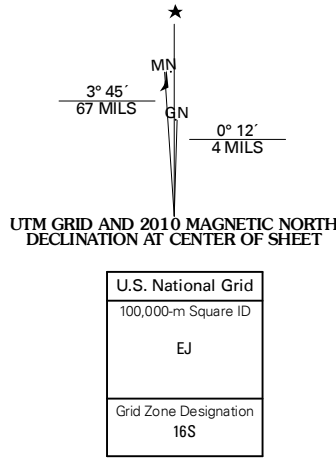 ★
MN
3° 45´
67 MILS
GN
0° 12´
4 MILS
UTM GRID AND 2010 MAGNETIC NORTH
DECLINATION AT CENTER OF SHEET
U.S. National Grid
100,000-m Square ID
EJ
Grid Zone Designation
16S